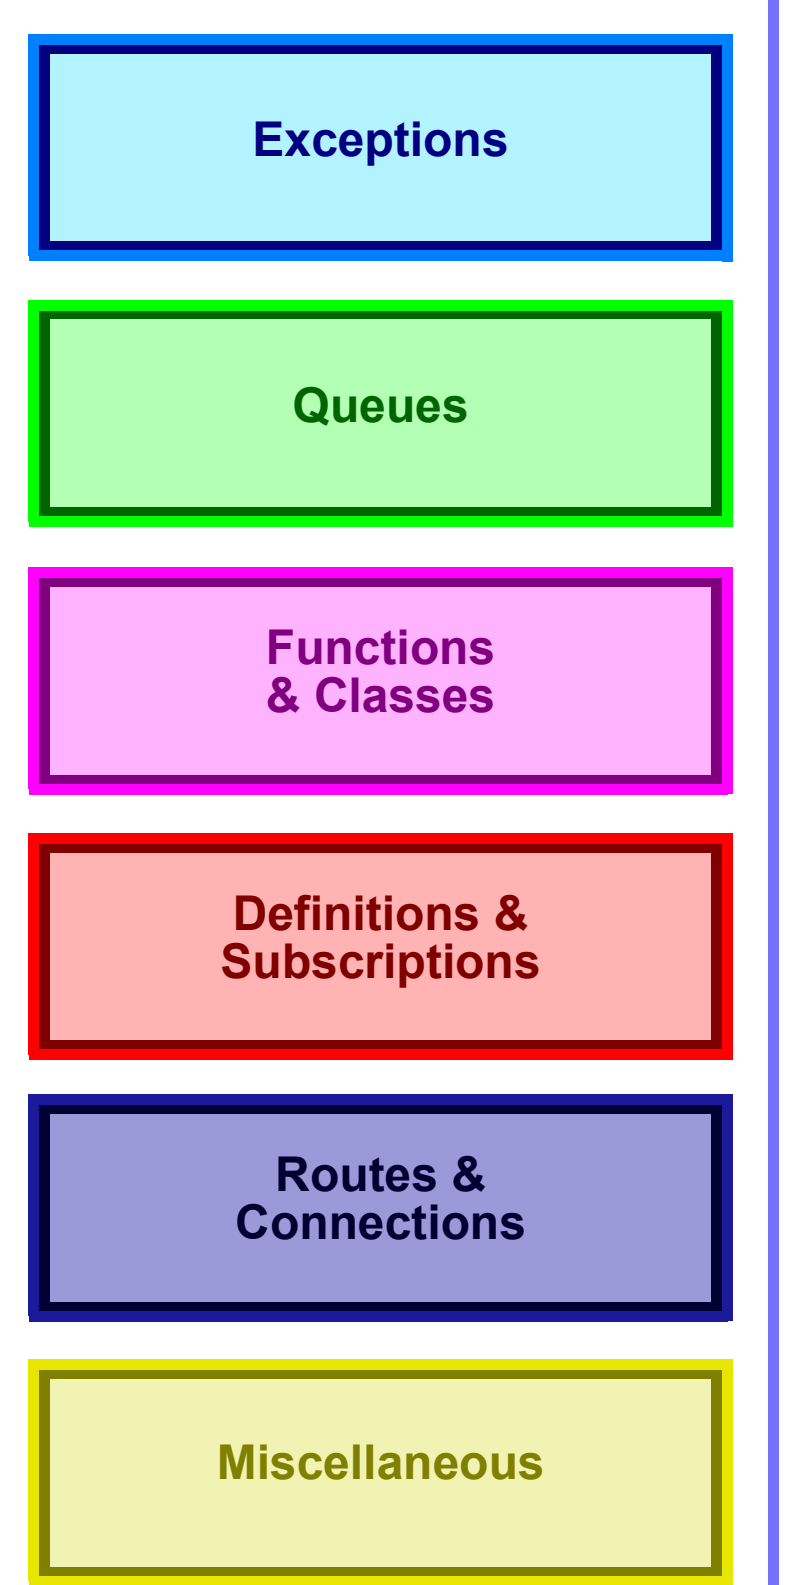 Exceptions
Queues
Functions
& Classes
Definitions &
Subscriptions
Routes &
Connections
Miscellaneous